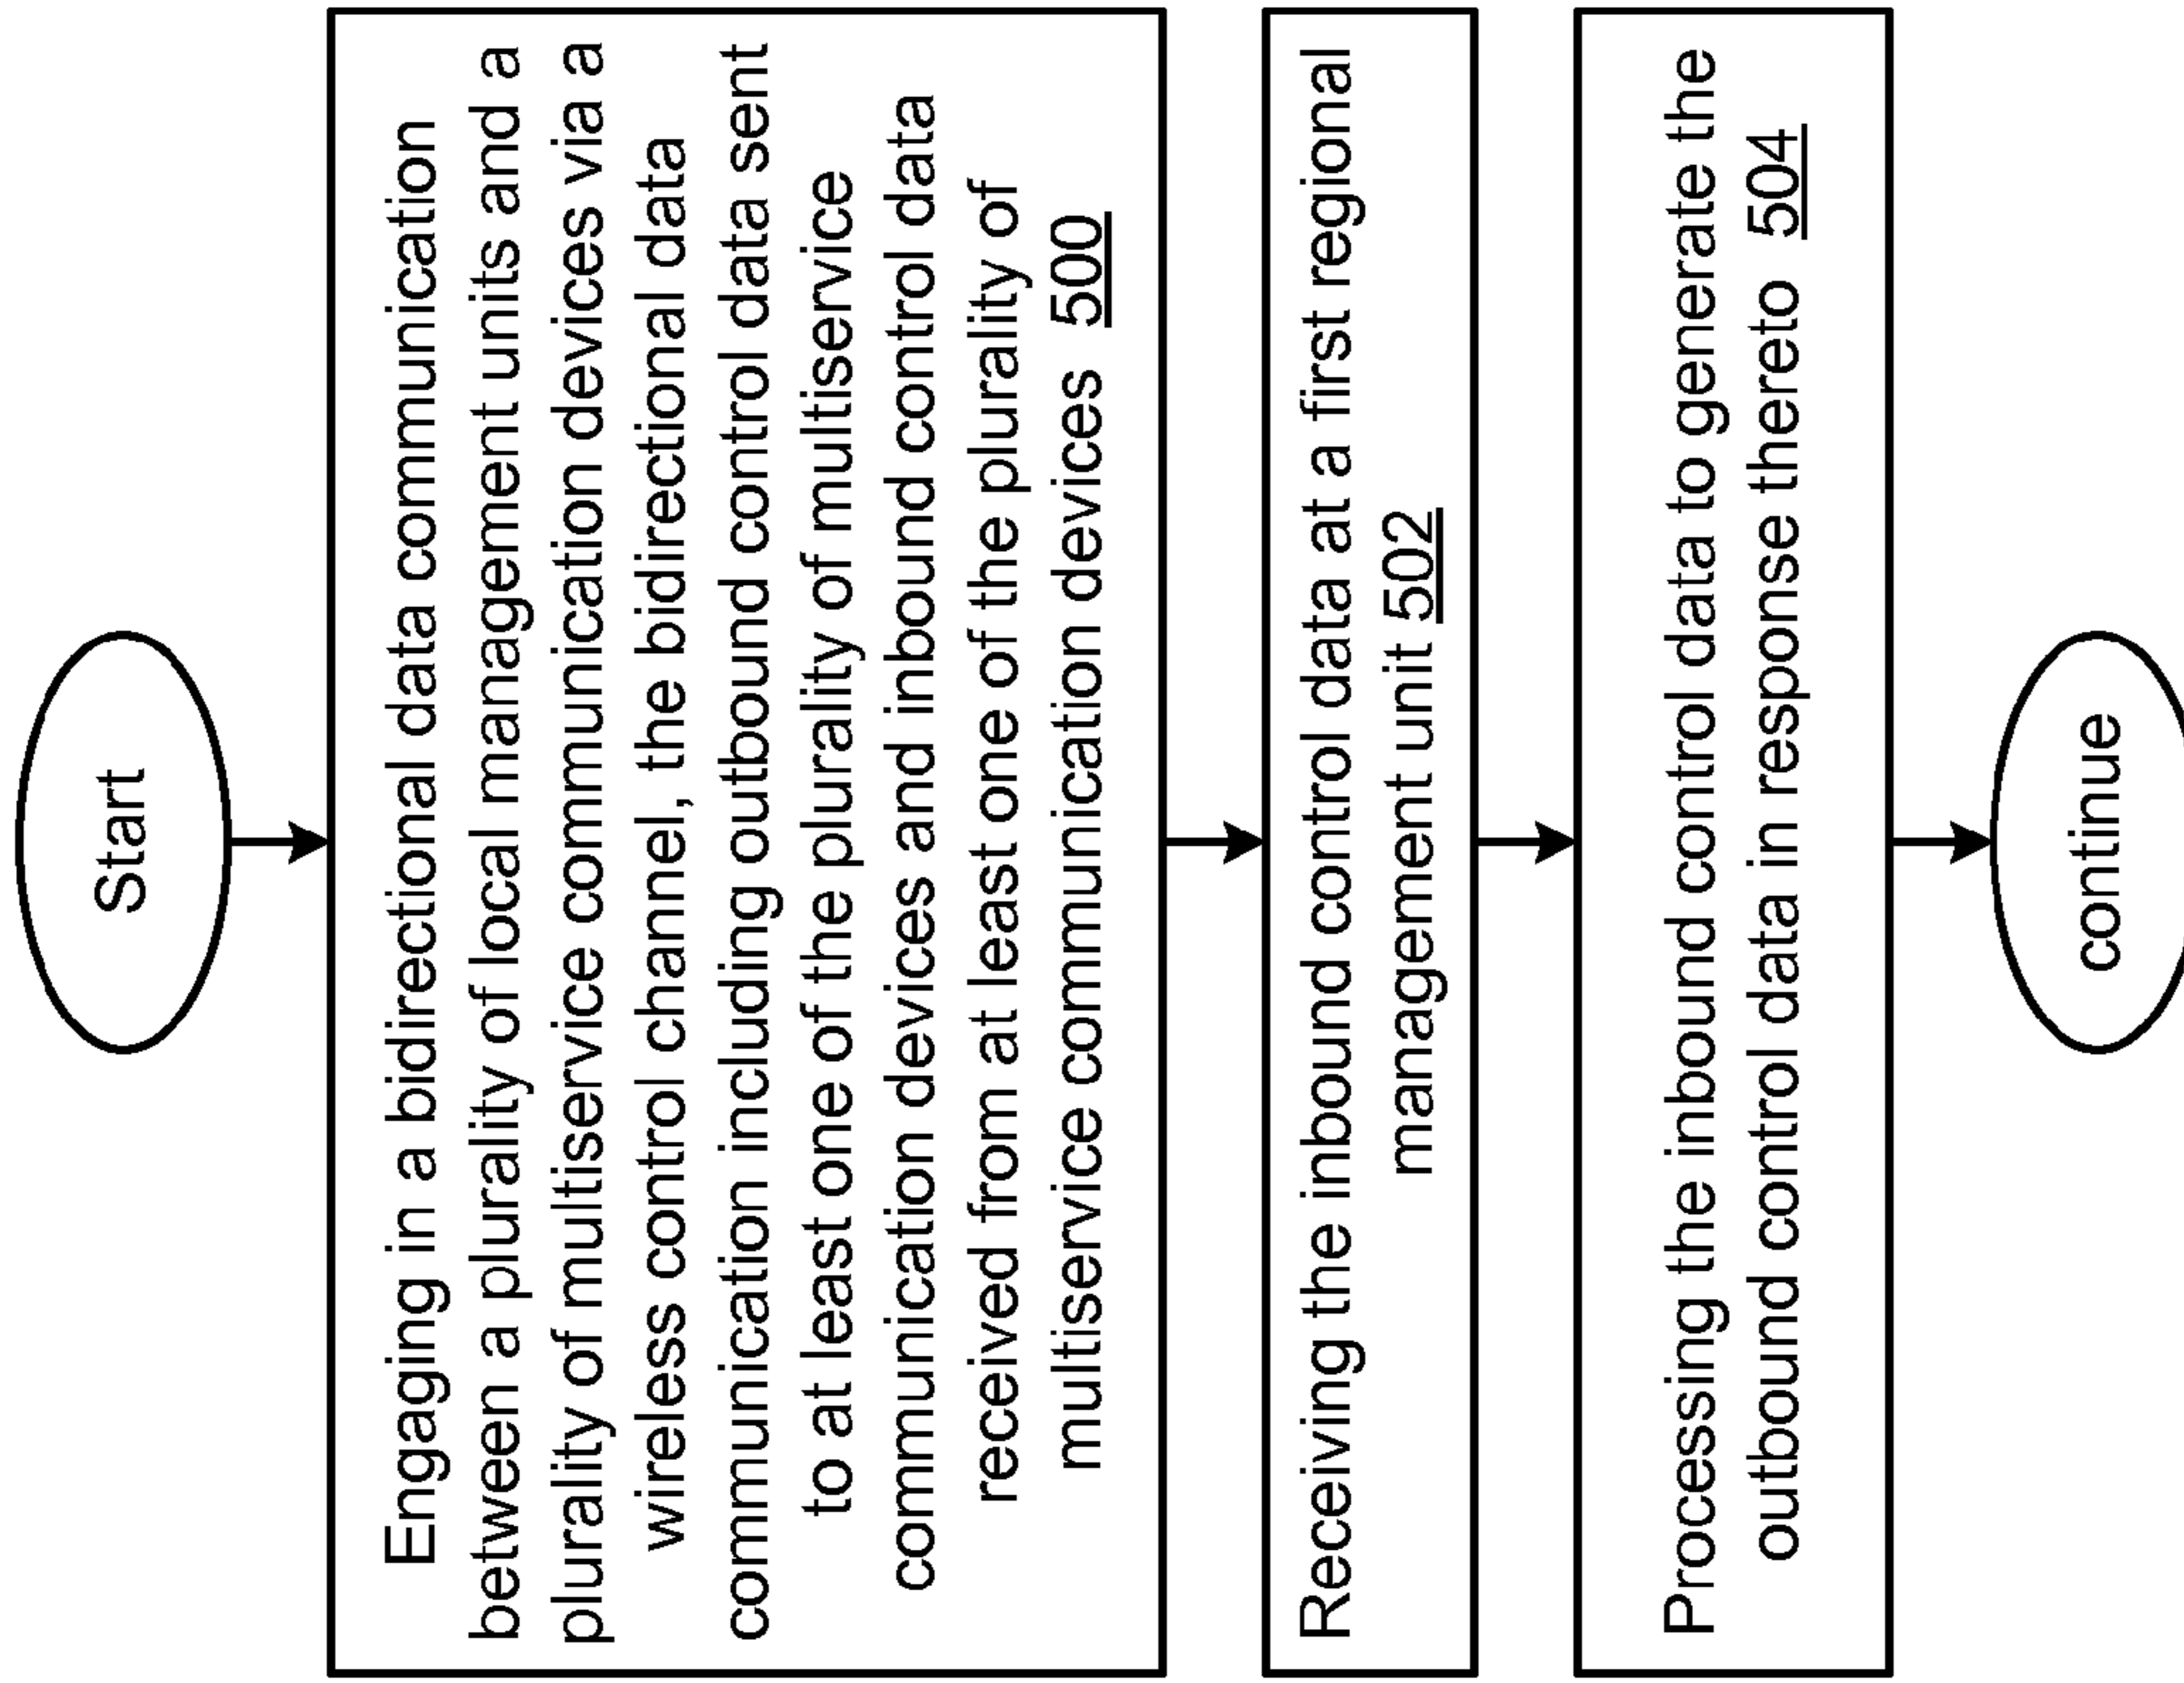 Start
Engaging in a bidirectional data communication
between a plurality of local management units and a
plurality of multiservice communication devices via a
wireless control channel, the bidirectional data
communication including outbound control data sent
to at least one of the plurality of multiservice
communication devices and inbound control data
received from at least one of the plurality of
multiservice communication devices 500
Receiving the inbound control data at a first regional
management unit 502
Processing the inbound control data to generate the
outbound control data in response thereto 504
continue